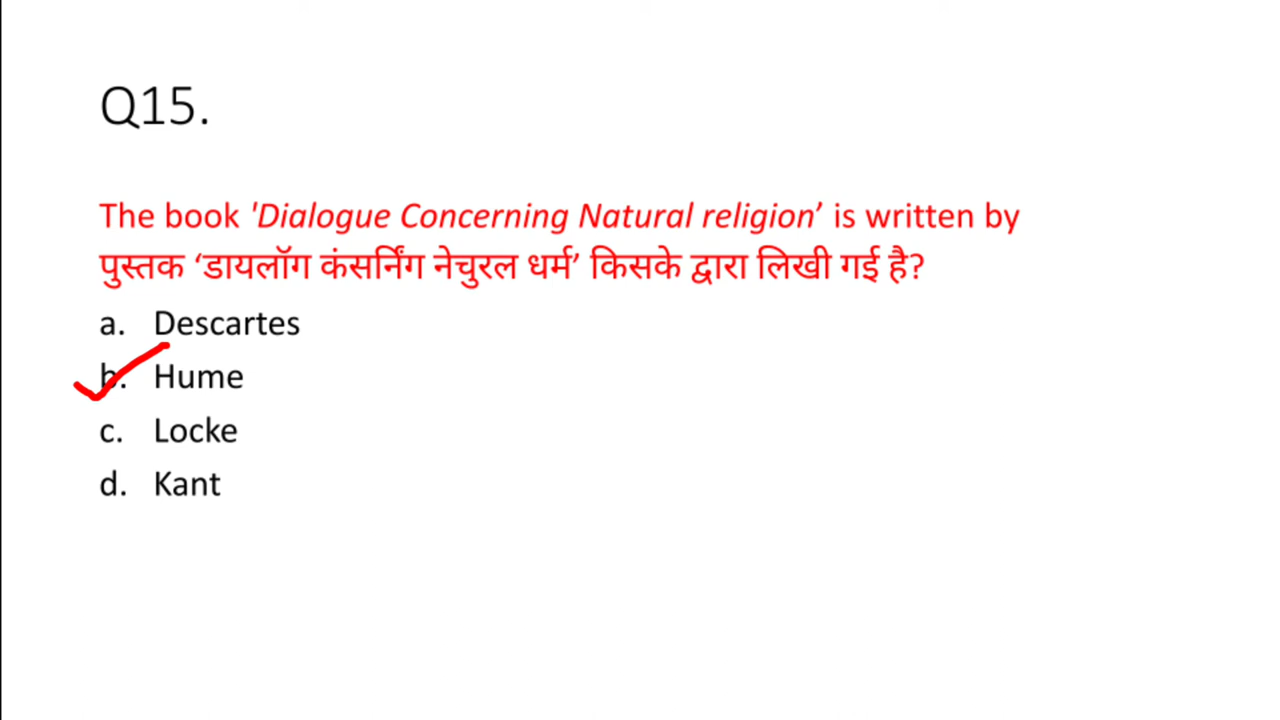 Q15.
The book 'Dialogue Concerning Natural religion’ is written by
पुस्तक ‘डायलॉग कंसर्निंग नेचुरल धर्म’ किसके द्वारा लिखी गई है?
a. Descartes
b. Hume
c. Locke
d. Kant